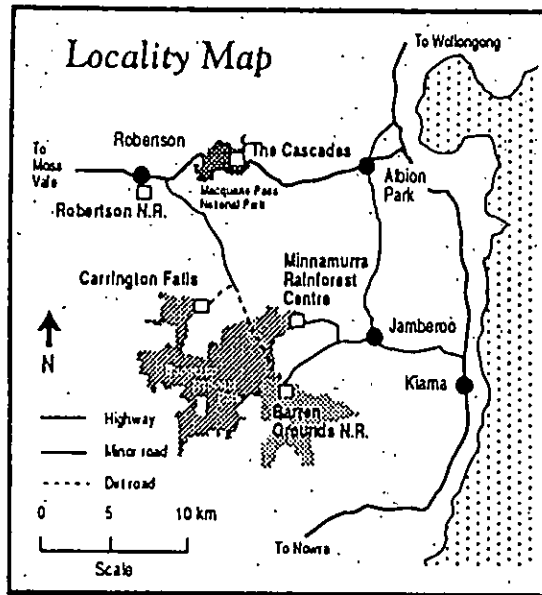 Locality Map
To Wollongong
Robertson
The Cascades
To
Moss
Vale
Macquarie Pass
National Park
Albion
Park
Robertson N.R.
Minnamurra
Rainforest
Centre
Carrington Falls
Jamberoo
N
Kiama
Barren
Grounds N.R.
Highway
Minor road
Dirt road
0 5 10 km
Scale
To Nowra